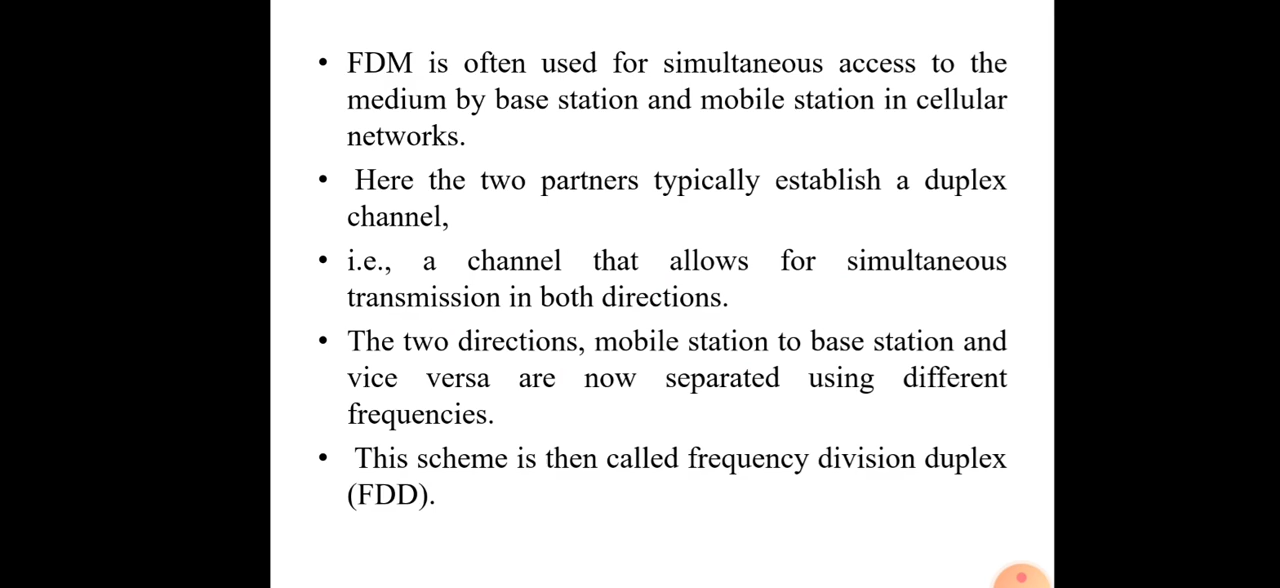 • FDM is often used for simultaneous access to the
medium by base station and mobile station in cellular
networks.
• Here the two partners typically establish a duplex
channel,
• i.e., a channel that allows for simultaneous
transmission in both directions.
• The two directions, mobile station to base station and
vice versa are now separated using different
frequencies.
• This scheme is then called frequency division duplex
(FDD).